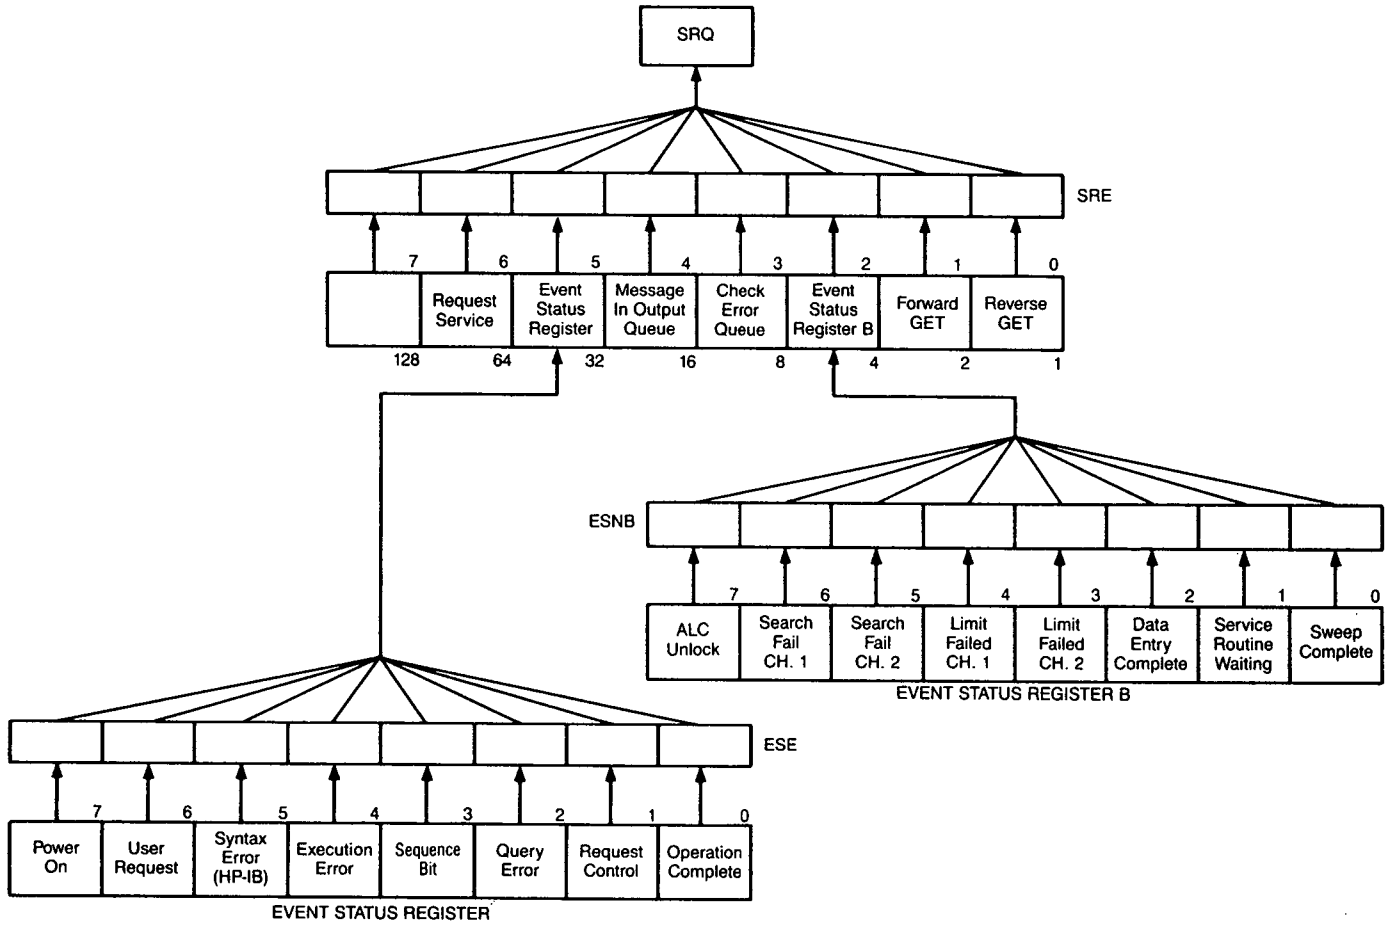 SRQ
SRE
7 6 5 4 3 2 1 0
Request
Service
Event
Status
Register
Message
In Output
Queue
Check
Error
Queue
Event
Status
Register B
Forward
GET
Reverse
GET
128 64 32 16 8 4 2 1
ESNB
7 6 5 4 3 2 1 0
ALC
Unlock
Search
Fail
CH. 1
Search
Fail
CH. 2
Limit
Failed
CH. 1
Limit
Failed
CH. 2
Data
Entry
Complete
Service
Routine
Waiting
Sweep
Complete
EVENT STATUS REGISTER B
ESE
7 6 5 4 3 2 1 0
Power
On
User
Request
Syntax
Error
(HP-IB)
Execution
Error
Sequence
Bit
Query
Error
Request
Control
Operation
Complete
EVENT STATUS REGISTER